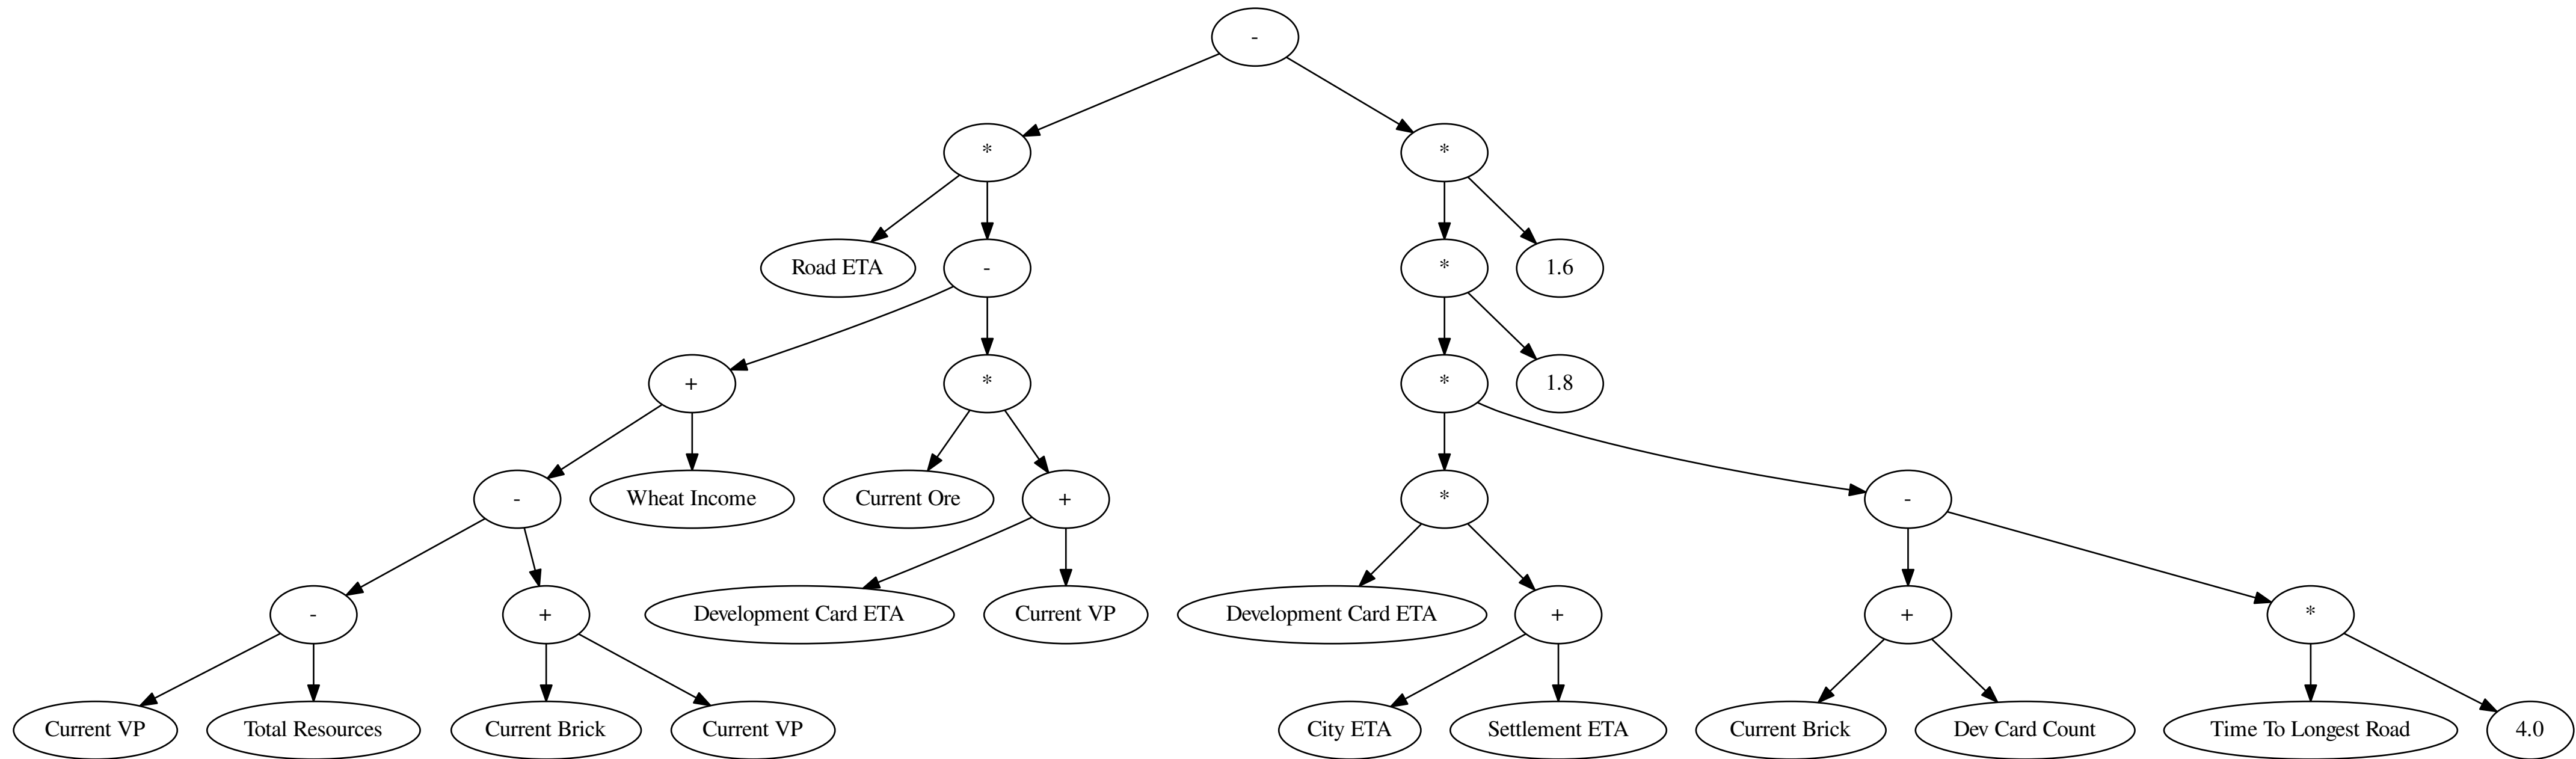 -
*
*
Road ETA
-
*
1.6
+
*
*
1.8
-
Wheat Income
Current Ore
+
*
-
-
+
Development Card ETA
Current VP
Development Card ETA
+
+
*
Current VP
Total Resources
Current Brick
Current VP
City ETA
Settlement ETA
Current Brick
Dev Card Count
Time To Longest Road
4.0